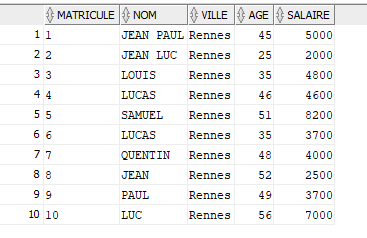 MATRICULE NOM VILLE AGE SALAIRE
1 1 JEAN PAUL Rennes 45 5000
2 2 JEAN LUC Rennes 25 2000
3 3 LOUIS Rennes 35 4800
4 4 LUCAS Rennes 46 4600
5 5 SAMUEL Rennes 51 8200
6 6 LUCAS Rennes 35 3700
7 7 QUENTIN Rennes 48 4000
8 8 JEAN Rennes 52 2500
9 9 PAUL Rennes 49 3700
10 10 LUC Rennes 56 7000